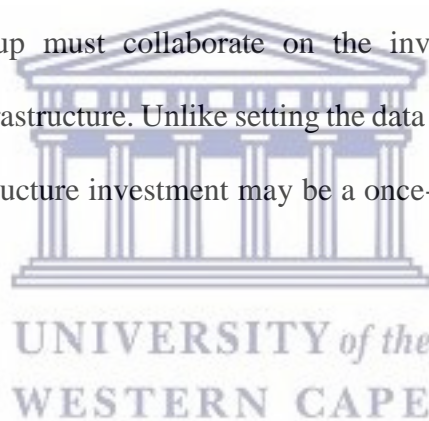 up must collaborate on the inv
rastructure. Unlike setting the data
ucture investment may be a once-
UNIVERSITY of the
WESTERN CAPE